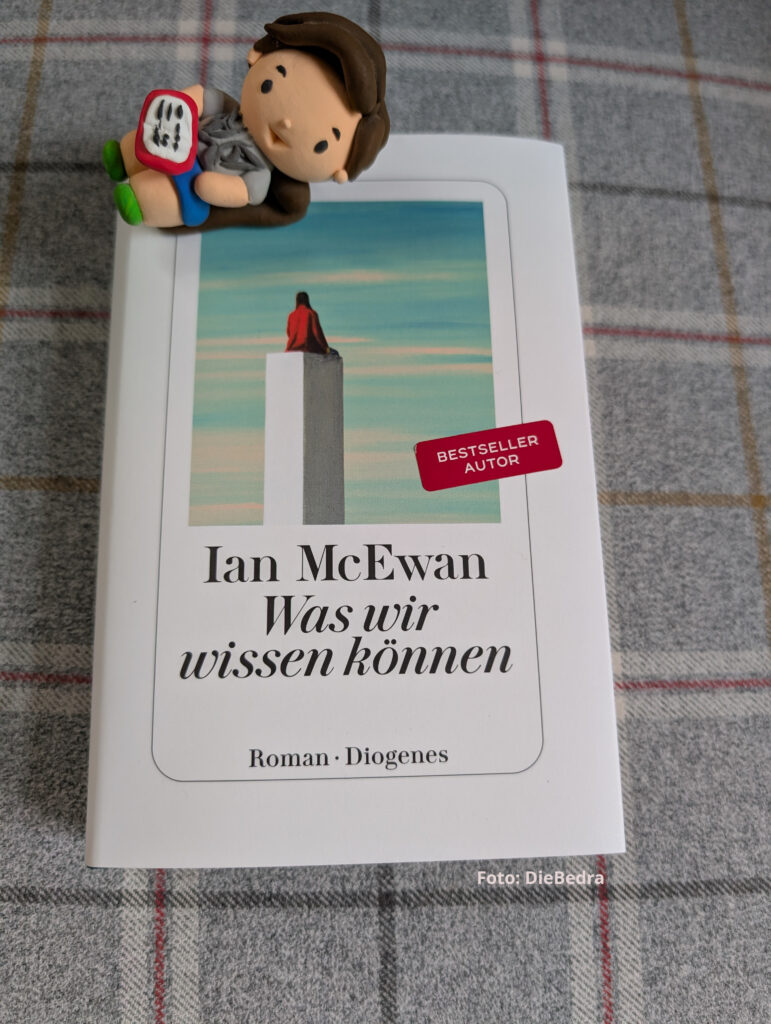 BESTSELLER
AUTOR
Ian McEwan
Was wir
wissen können
Roman · Diogenes
Foto: DieBedra